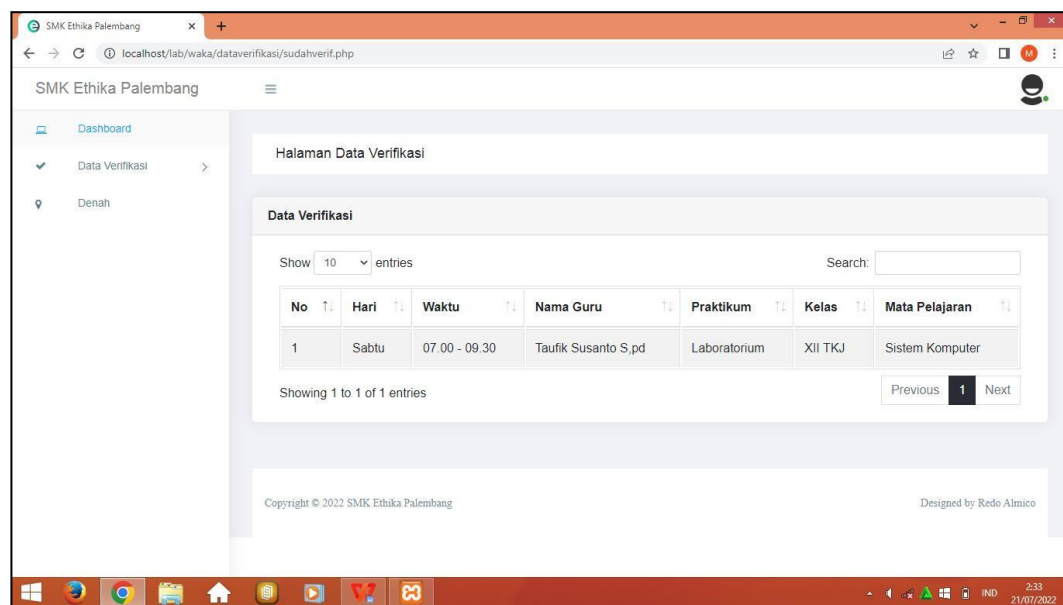 SMK Ethika Palembang
localhost/lab/waka/dataverifikasi/sudahverif.php
M
SMK Ethika Palembang
Dashboard
Data Verifikasi
Denah
Halaman Data Verifikasi
Data Verifikasi
Show 10 entries Search:
No Hari Waktu Nama Guru Praktikum Kelas Mata Pelajaran
1 Sabtu 07.00 - 09.30 Taufik Susanto S,pd Laboratorium XII TKJ Sistem Komputer
Showing 1 to 1 of 1 entries Previous 1 Next
Copyright © 2022 SMK Ethika Palembang Designed by Redo Almico
IND 2:33
21/07/2022